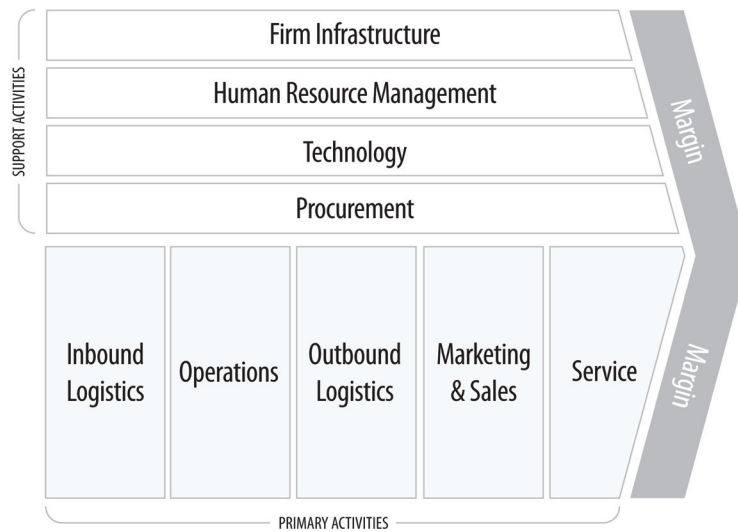 SUPPORT ACTIVITIES
Firm Infrastructure
Human Resource Management
Technology
Procurement
Margin
Inbound
Logistics
Operations
Outbound
Logistics
Marketing
& Sales
Service
Margin
PRIMARY ACTIVITIES